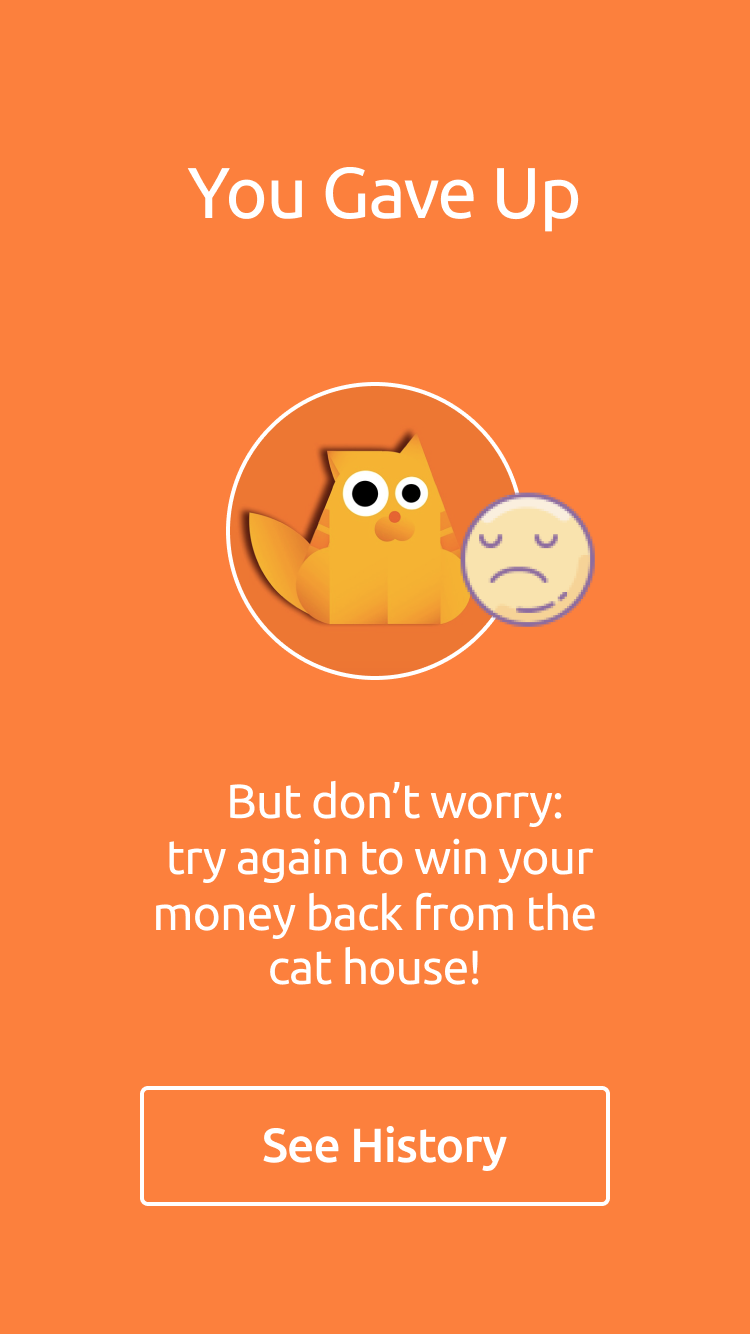 You Gave Up
But don’t worry:
try again to win your
money back from the
cat house!
See History